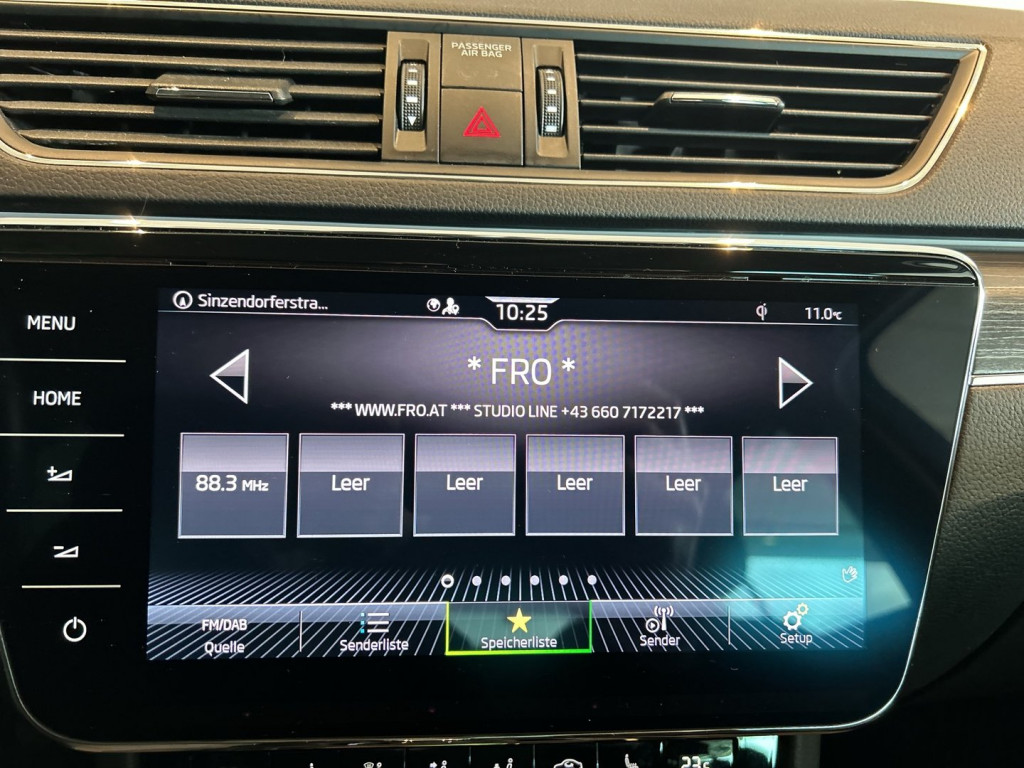 PASSENGER
AIR BAG
MENU
HOME
Sinzendorferstra...
10:25
11.0°C
* FRO *
*** WWW.FRO.AT *** STUDIO LINE +43 660 7172217 ***
88.3 MHz
Leer
Leer
Leer
Leer
Leer
FM/DAB
Quelle
Senderliste
Speicherliste
Sender
Setup